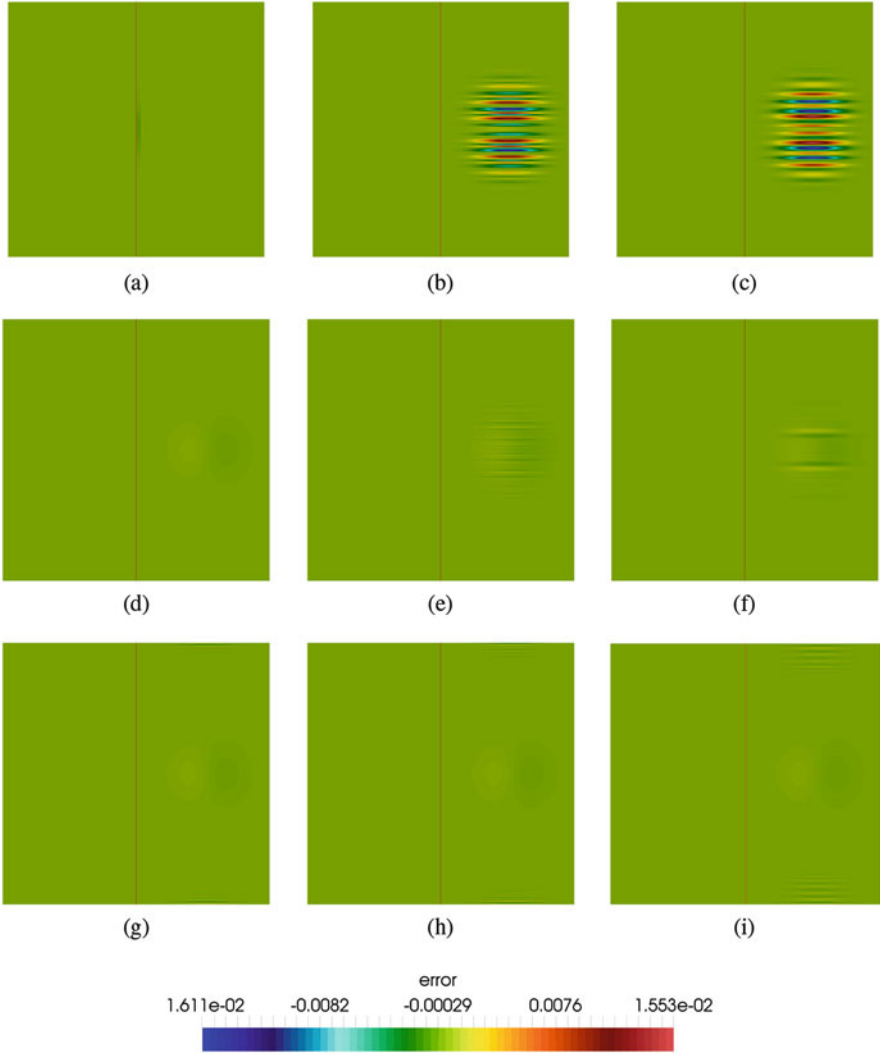 (a) (b) (c)
(d) (e) (f)
(g) (h) (i)
error
1.611e-02 -0.0082 -0.00029 0.0076 1.553e-02